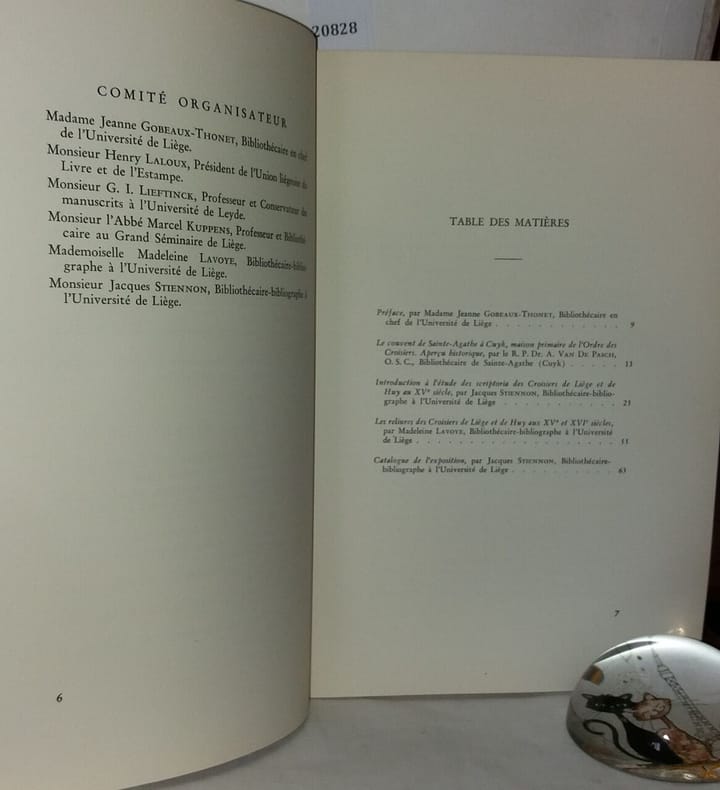 20828
COMITÉ ORGANISATEUR
Madame Jeanne GOBEAUX-THONET, Bibliothécaire en chef
de l'Université de Liège.
Monsieur Henry LALOUX, Président de l'Union liégeoise du
Livre et de l'Estampe.
Monsieur G. I. LIEFTINCK, Professeur et Conservateur des
manuscrits à l'Université de Leyde.
Monsieur l'Abbé Marcel KUPPENS, Professeur et Bibliothé-
caire au Grand Séminaire de Liège.
Mademoiselle Madeleine LAVOYE, Bibliothécaire-biblio-
graphe à l'Université de Liège.
Monsieur Jacques STIENNON, Bibliothécaire-bibliographe à
l'Université de Liège.
6
TABLE DES MATIÈRES
Préface, par Madame Jeanne GOBEAUX-THONET, Bibliothécaire en
chef de l'Université de Liège . . . . . . . . . . . 9
Le couvent de Sainte-Agathe à Cuyk, maison primaire de l'Ordre des
Croisiers. Aperçu historique, par le R. P. Dr. A. VAN DE PASCH,
O. S. C., Bibliothécaire de Sainte-Agathe (Cuyk) . . . . . 13
Introduction à l'étude des scriptoria des Croisiers de Liège et de
Huy au XVe siècle, par Jacques STIENNON, Bibliothécaire-biblio-
graphe à l'Université de Liège . . . . . . . . . . 23
Les reliures des Croisiers de Liège et de Huy aux XVe et XVIe siècles,
par Madeleine LAVOYE, Bibliothécaire-bibliographe à l'Université
de Liège . . . . . . . . . . . . . . . . . . 51
Catalogue de l'exposition, par Jacques STIENNON, Bibliothécaire-
bibliographe à l'Université de Liège . . . . . . . . . 63
7